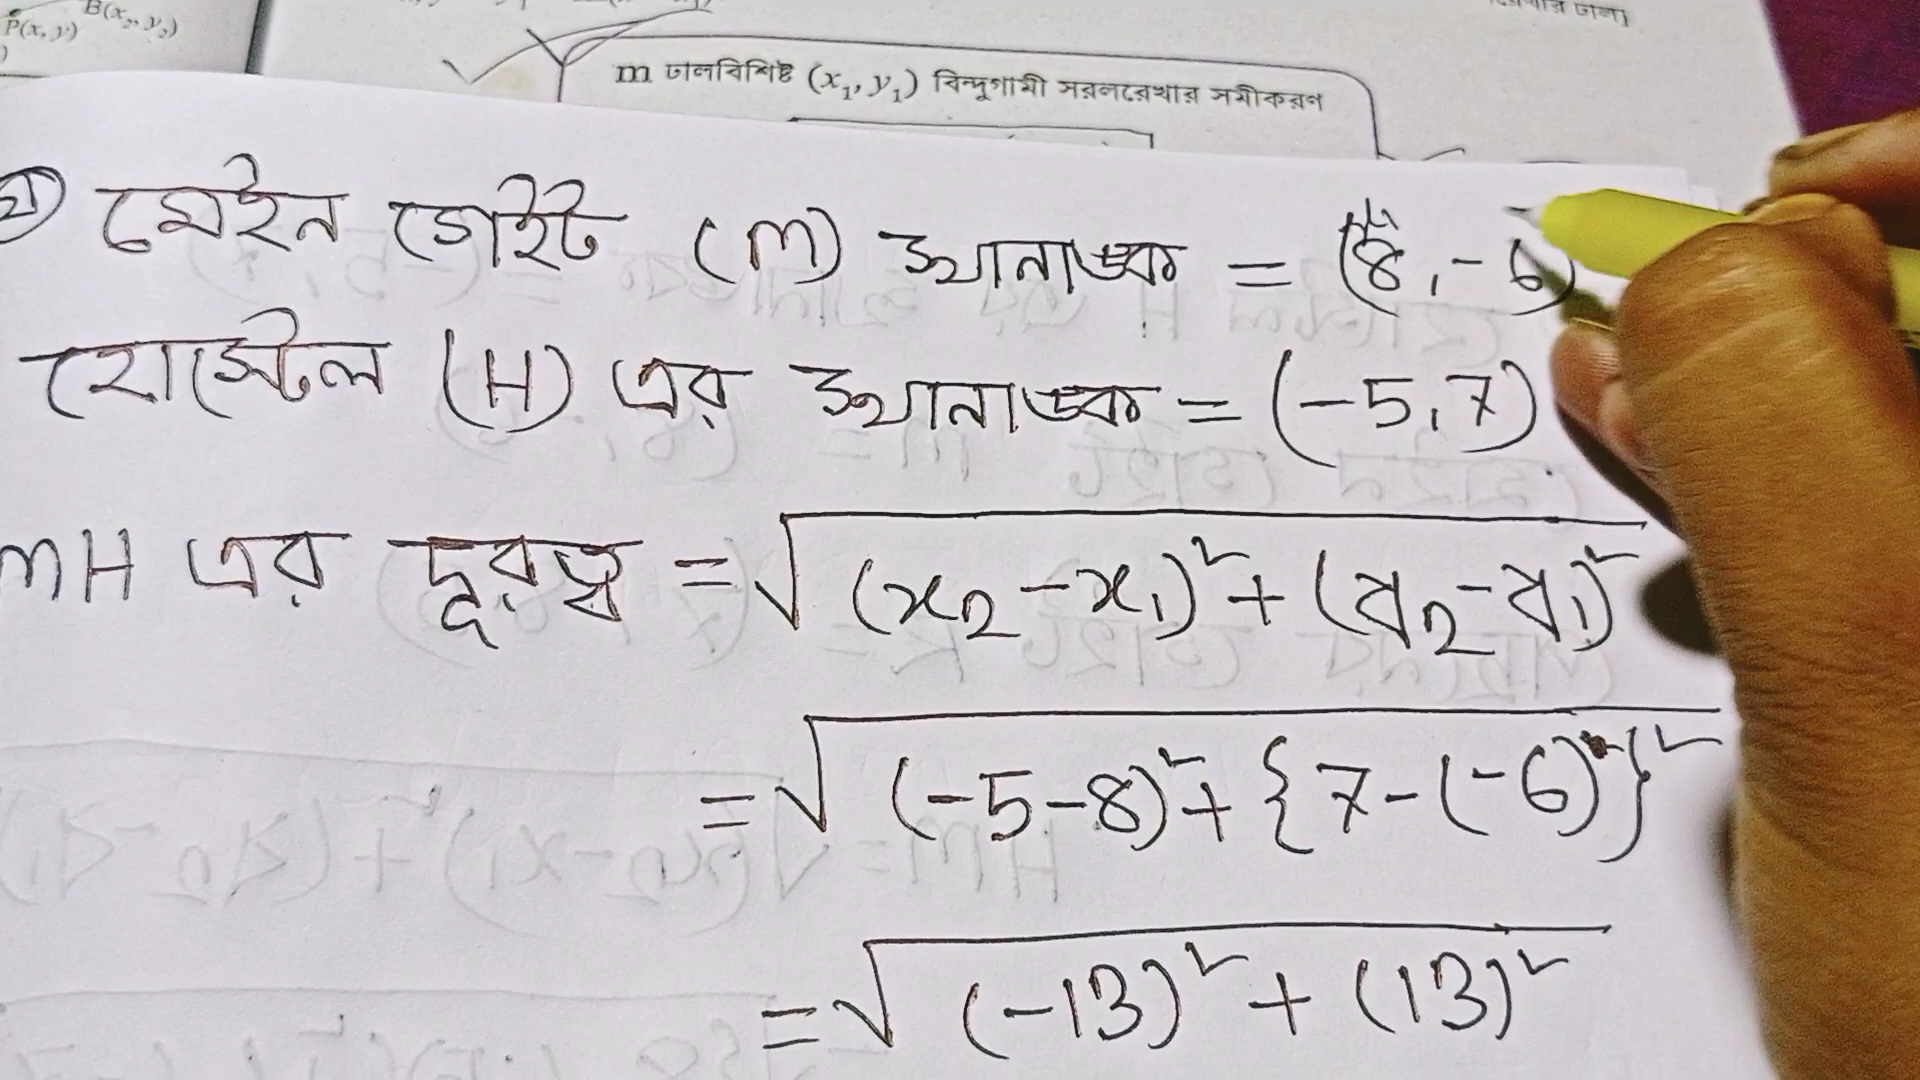 P(x, y) B(x₂, y₂)
m ঢালবিশিষ্ট (x₁, y₁) বিন্দুগামী সরলরেখার সমীকরণ
মেইন গেইট (M) স্থানাঙ্ক = (8, -6)
হোস্টেল (H) এর স্থানাঙ্ক = (-5, 7)
MH এর দূরত্ব = √(x₂-x₁)²+(y₂-y₁)²
= √(-5-8)²+{7-(-6)}²
= √(-13)²+(13)²